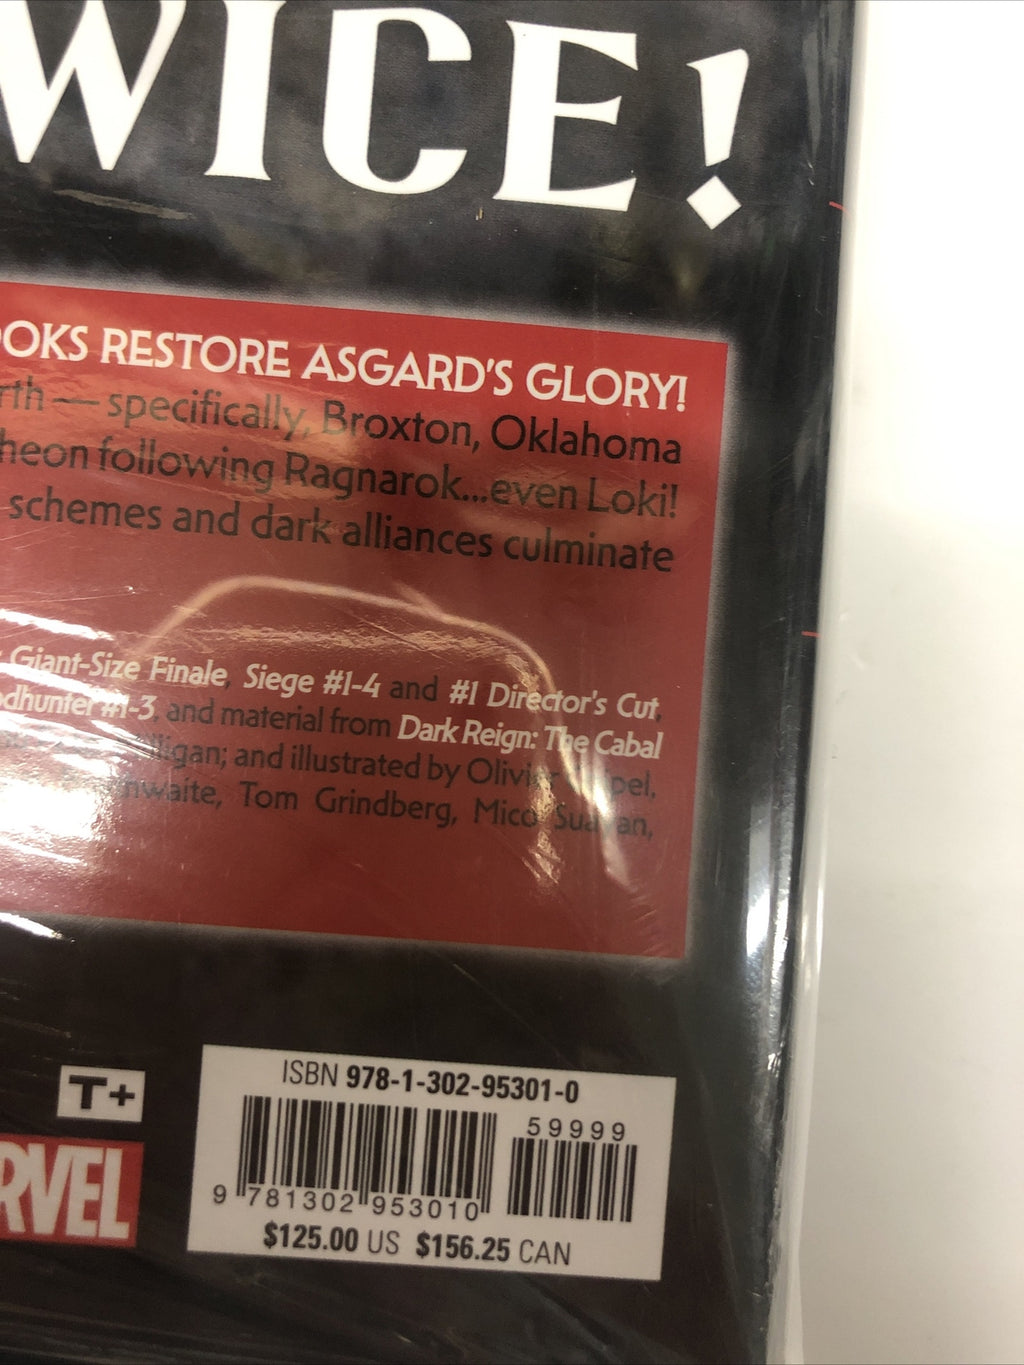 WICE!
OOKS RESTORE ASGARD'S GLORY!
rth — specifically, Broxton, Oklahoma
heon following Ragnarok...even Loki!
schemes and dark alliances culminate
Giant-Size Finale, Siege #1-4 and #1 Director's Cut,
dhunter #1-3, and material from Dark Reign: The Cabal
lligan; and illustrated by
hwaite, Tom Grindberg, Mico
ISBN 978-1-302-95301-0
59999
T+
9 781302 953010
RVEL
$125.00 US $156.25 CAN